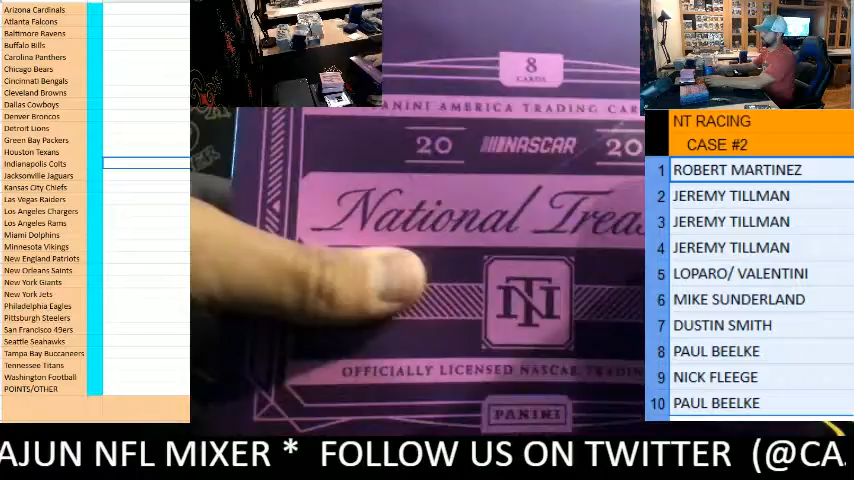 Arizona Cardinals
Atlanta Falcons
Baltimore Ravens
Buffalo Bills
Carolina Panthers
Chicago Bears
Cincinnati Bengals
Cleveland Browns
Dallas Cowboys
Denver Broncos
Detroit Lions
Green Bay Packers
Houston Texans
Indianapolis Colts
Jacksonville Jaguars
Kansas City Chiefs
Las Vegas Raiders
Los Angeles Chargers
Los Angeles Rams
Miami Dolphins
Minnesota Vikings
New England Patriots
New Orleans Saints
New York Giants
New York Jets
Philadelphia Eagles
Pittsburgh Steelers
San Francisco 49ers
Seattle Seahawks
Tampa Bay Buccaneers
Tennessee Titans
Washington Football
POINTS/OTHER
8
CARDS
PANINI AMERICA TRADING CAR
20 NASCAR 20
National Treas
NT
OFFICIALLY LICENSED NASCAR TRADIN
PANINI
NT RACING
CASE #2
1 ROBERT MARTINEZ
2 JEREMY TILLMAN
3 JEREMY TILLMAN
4 JEREMY TILLMAN
5 LOPARO/ VALENTINI
6 MIKE SUNDERLAND
7 DUSTIN SMITH
8 PAUL BEELKE
9 NICK FLEEGE
10 PAUL BEELKE
AJUN NFL MIXER * FOLLOW US ON TWITTER (@CA